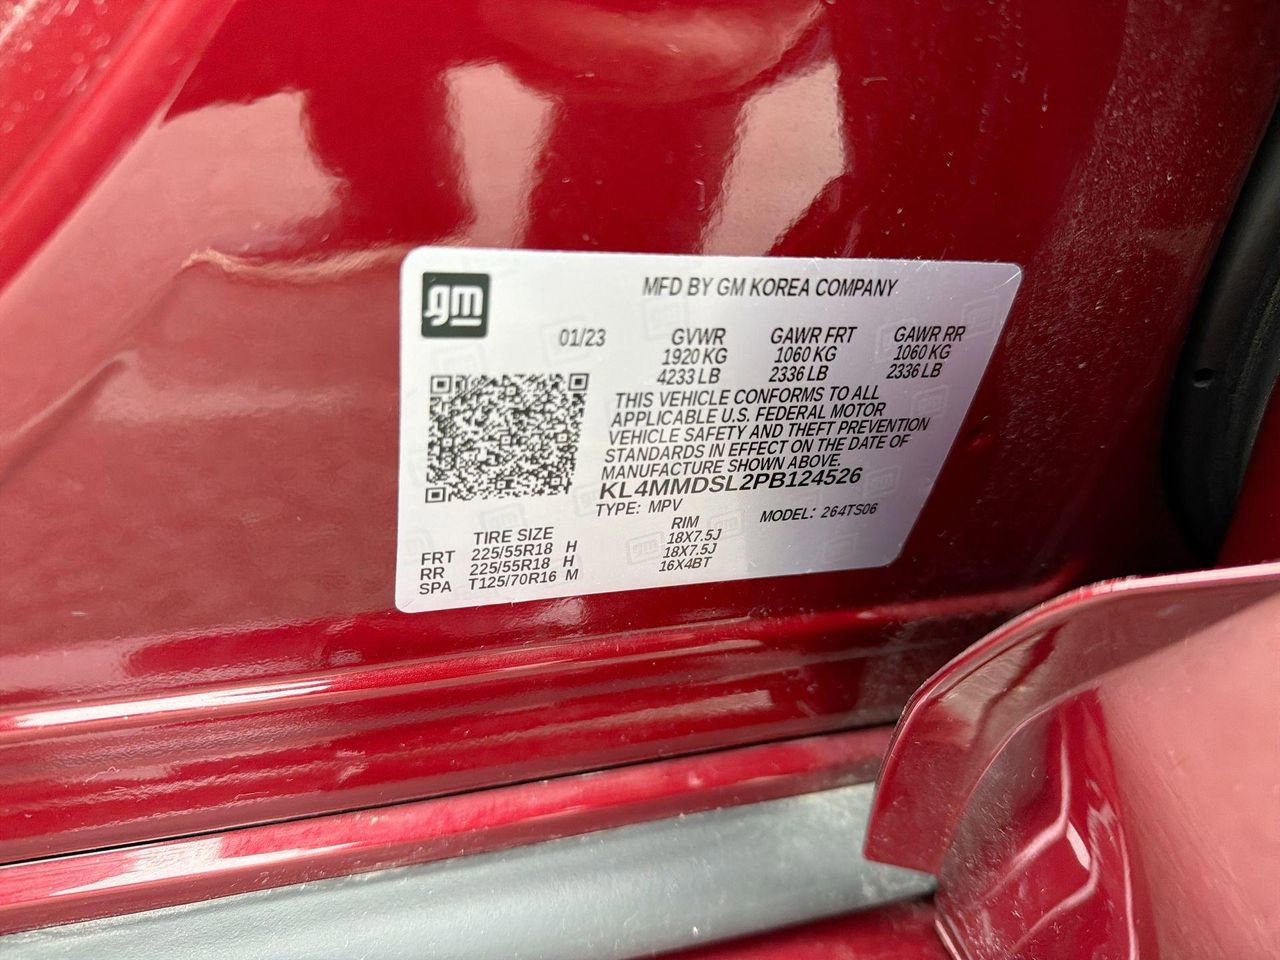 gm
MFD BY GM KOREA COMPANY
01/23 GVWR GAWR FRT GAWR RR
1920 KG 1060 KG 1060 KG
4233 LB 2336 LB 2336 LB
THIS VEHICLE CONFORMS TO ALL
APPLICABLE U.S. FEDERAL MOTOR
VEHICLE SAFETY AND THEFT PREVENTION
STANDARDS IN EFFECT ON THE DATE OF
MANUFACTURE SHOWN ABOVE.
KL4MMDSL2PB124526
TYPE: MPV MODEL: 264TS06
TIRE SIZE RIM
FRT 225/55R18 H 18X7.5J
RR 225/55R18 H 18X7.5J
SPA T125/70R16 M 16X4BT